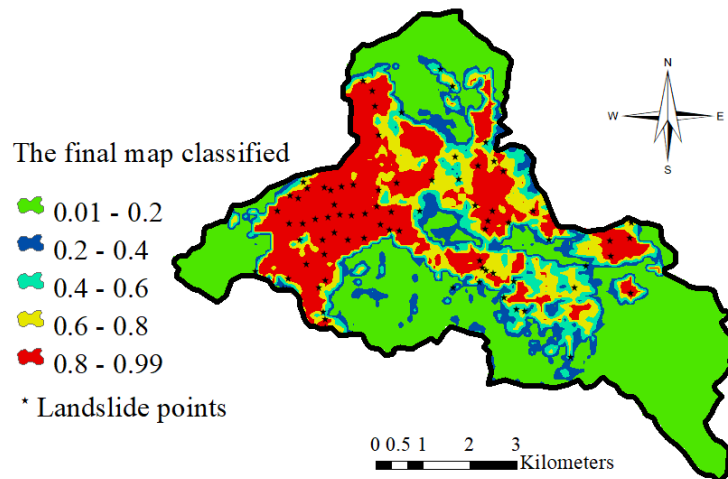 N
W E
S
The final map classified
0.01 - 0.2
0.2 - 0.4
0.4 - 0.6
0.6 - 0.8
0.8 - 0.99
Landslide points
0 0.5 1 2 3
Kilometers